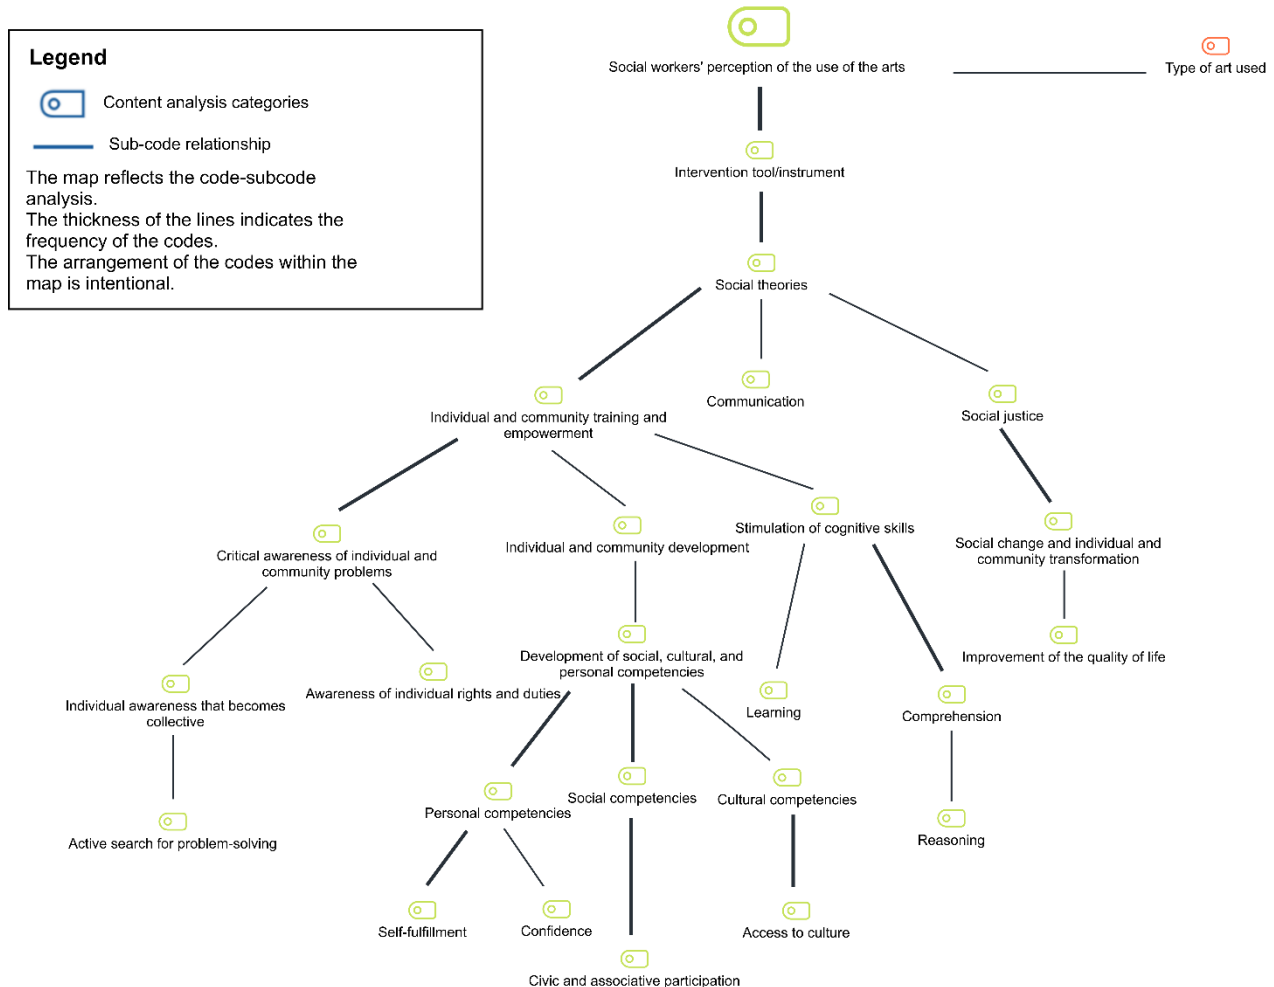 Legend
Content analysis categories
Sub-code relationship
The map reflects the code-subcode
analysis.
The thickness of the lines indicates the
frequency of the codes.
The arrangement of the codes within the
map is intentional.
Social workers' perception of the use of the arts
Type of art used
Intervention tool/instrument
Social theories
Individual and community training and
empowerment
Communication
Social justice
Critical awareness of individual and
community problems
Individual and community development
Stimulation of cognitive skills
Social change and individual and
community transformation
Individual awareness that becomes
collective
Awareness of individual rights and duties
Development of social, cultural, and
personal competencies
Learning
Comprehension
Improvement of the quality of life
Active search for problem-solving
Personal competencies
Social competencies
Cultural competencies
Reasoning
Self-fulfillment
Confidence
Civic and associative participation
Access to culture